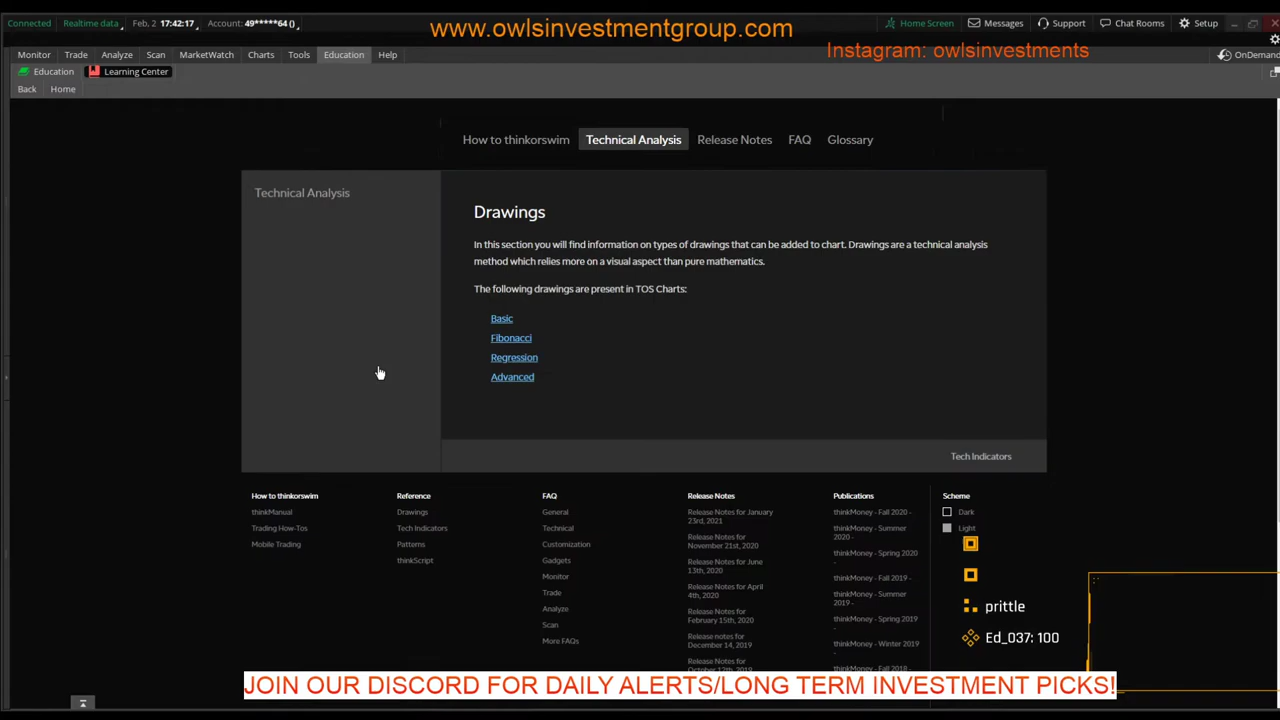 www.owlsinvestmentgroup.com
Connected Realtime data Feb, 2 17:42:17 Account: 49*****64 () Home Screen Messages Support Chat Rooms Setup
Instagram: owlsinvestments
Monitor Trade Analyze Scan MarketWatch Charts Tools Education Help OnDemand
Education Learning Center
Back Home
How to thinkorswim Technical Analysis Release Notes FAQ Glossary
Technical Analysis
Drawings
In this section you will find information on types of drawings that can be added to chart. Drawings are a technical analysis
method which relies more on a visual aspect than pure mathematics.
The following drawings are present in TOS Charts:
Basic
Fibonacci
Regression
Advanced
Tech Indicators
How to thinkorswim
thinkManual
Trading How-Tos
Mobile Trading
Reference
Drawings
Tech Indicators
Patterns
thinkScript
FAQ
General
Technical
Customization
Gadgets
Monitor
Trade
Analyze
Scan
More FAQs
Release Notes
Release Notes for January
23rd, 2021
Release Notes for
November 21st, 2020
Release Notes for June
13th, 2020
Release Notes for April
4th, 2020
Release Notes for
February 15th, 2020
Release notes for
December 14, 2019
Release Notes for
Publications
thinkMoney - Fall 2020 -
thinkMoney - Summer
2020 -
thinkMoney - Spring 2020
-
thinkMoney - Fall 2019 -
thinkMoney - Summer
2019 -
thinkMoney - Spring 2019
-
thinkMoney - Winter 2019
-
thinkMoney - Fall 2018 -
Scheme
Dark
Light
prittle
Ed_037: 100
JOIN OUR DISCORD FOR DAILY ALERTS/LONG TERM INVESTMENT PICKS!